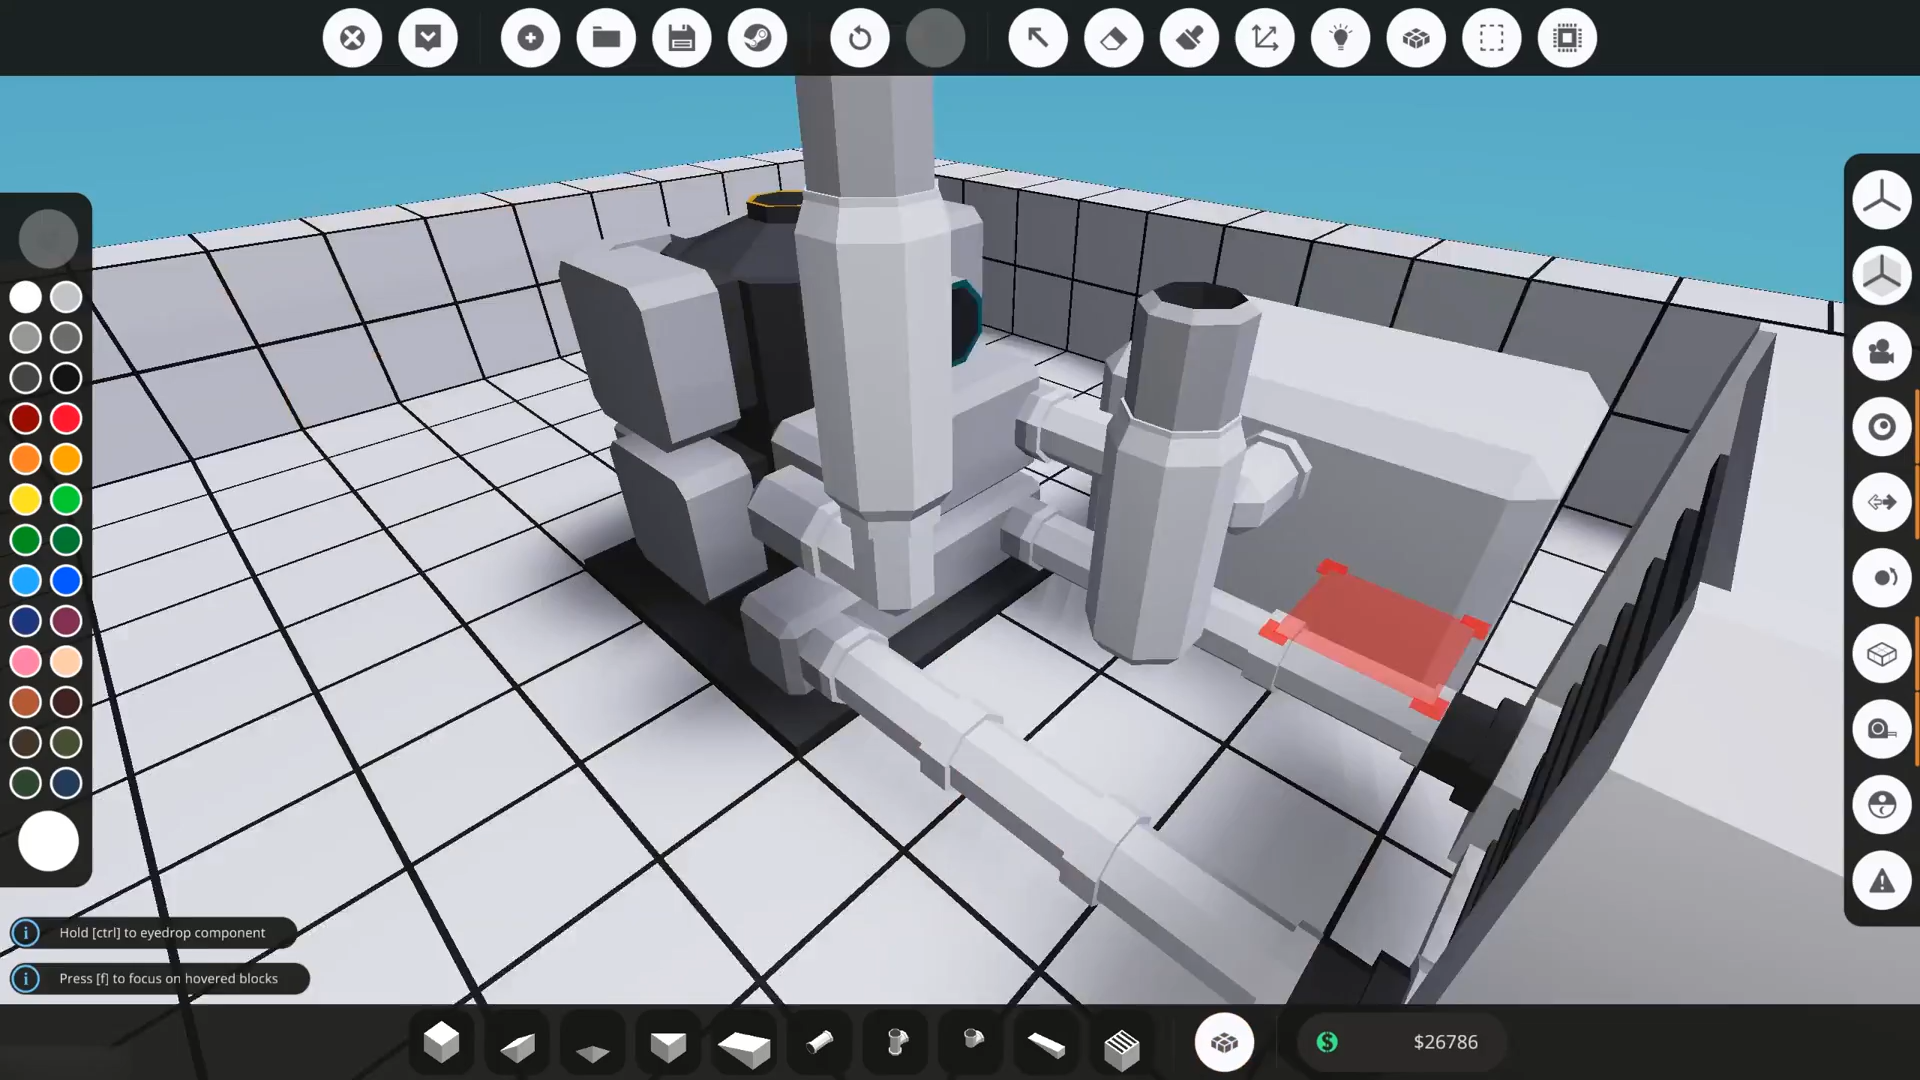 Hold [ctrl] to eyedrop component
Press [f] to focus on hovered blocks
$26786